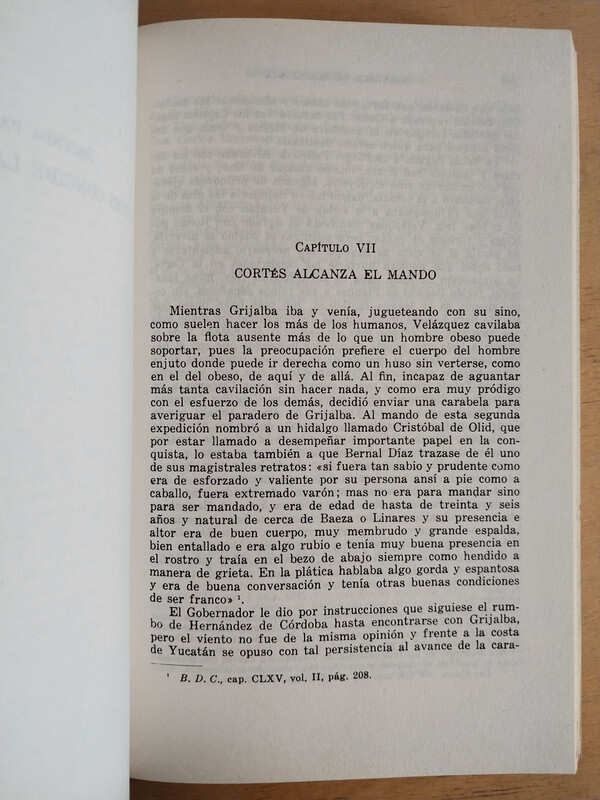 CAPÍTULO VII
CORTÉS ALCANZA EL MANDO
Mientras Grijalba iba y venía, jugueteando con su sino,
como suelen hacer los más de los humanos, Velázquez cavilaba
sobre la flota ausente más de lo que un hombre obeso puede
soportar, pues la preocupación prefiere el cuerpo del hombre
enjuto donde puede ir derecha como un huso sin verterse, como
en el del obeso, de aquí y de allá. Al fin, incapaz de aguantar
más tanta cavilación sin hacer nada, y como era muy pródigo
con el esfuerzo de los demás, decidió enviar una carabela para
averiguar el paradero de Grijalba. Al mando de esta segunda
expedición nombró a un hidalgo llamado Cristóbal de Olid, que
por estar llamado a desempeñar importante papel en la con-
quista, lo estaba también a que Bernal Díaz trazase de él uno
de sus magistrales retratos: «si fuera tan sabio y prudente como
era de esforzado y valiente por su persona ansí a pie como a
caballo, fuera extremado varón; mas no era para mandar sino
para ser mandado, y era de edad de hasta de treinta y seis
años y natural de cerca de Baeza o Linares y su presencia e
altor era de buen cuerpo, muy membrudo y grande espalda,
bien entallado e era algo rubio e tenía muy buena presencia en
el rostro y traía en el bezo de abajo siempre como hendido a
manera de grieta. En la plática hablaba algo gorda y espantosa
y era de buena conversación y tenía otras buenas condiciones
de ser franco» ¹.
El Gobernador le dio por instrucciones que siguiese el rum-
bo de Hernández de Córdoba hasta encontrarse con Grijalba,
pero el viento no fue de la misma opinión y frente a la costa
de Yucatán se opuso con tal persistencia al avance de la cara-
¹ B. D. C., cap. CLXV, vol. II, pág. 208.